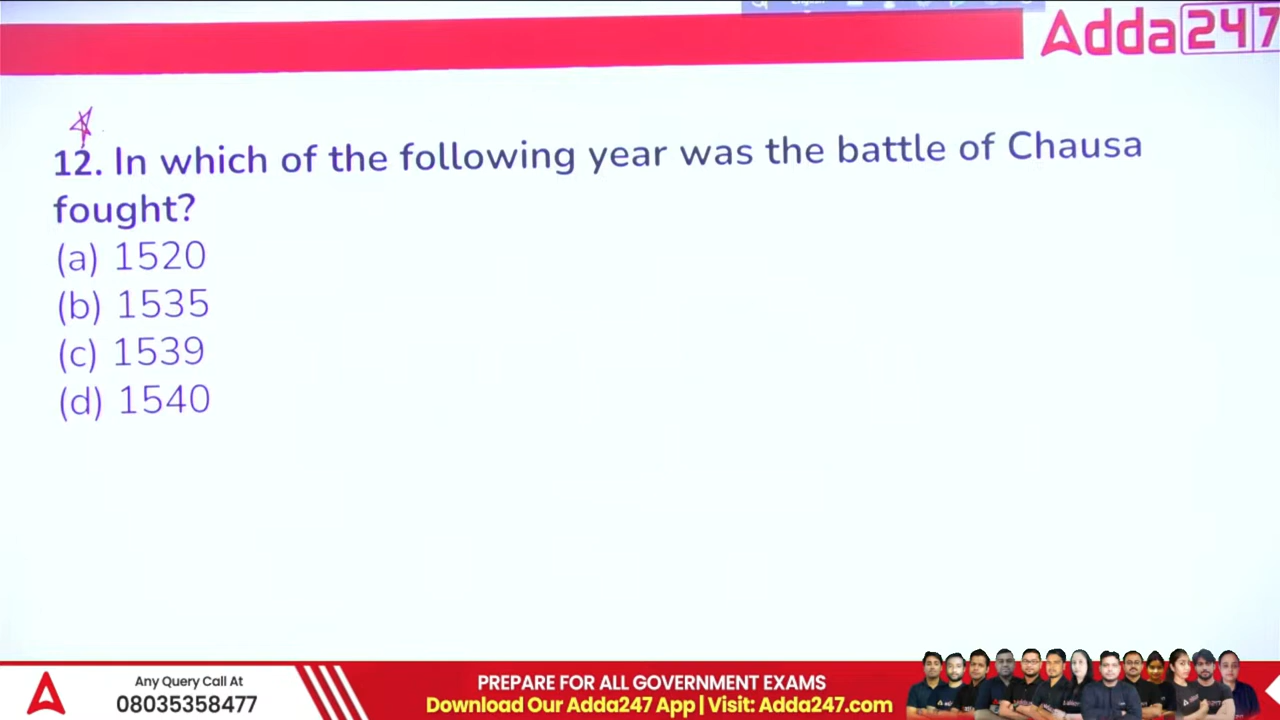 Adda247
12. In which of the following year was the battle of Chausa
fought?
(a) 1520
(b) 1535
(c) 1539
(d) 1540
Any Query Call At
08035358477
PREPARE FOR ALL GOVERNMENT EXAMS
Download Our Adda247 App | Visit: Adda247.com